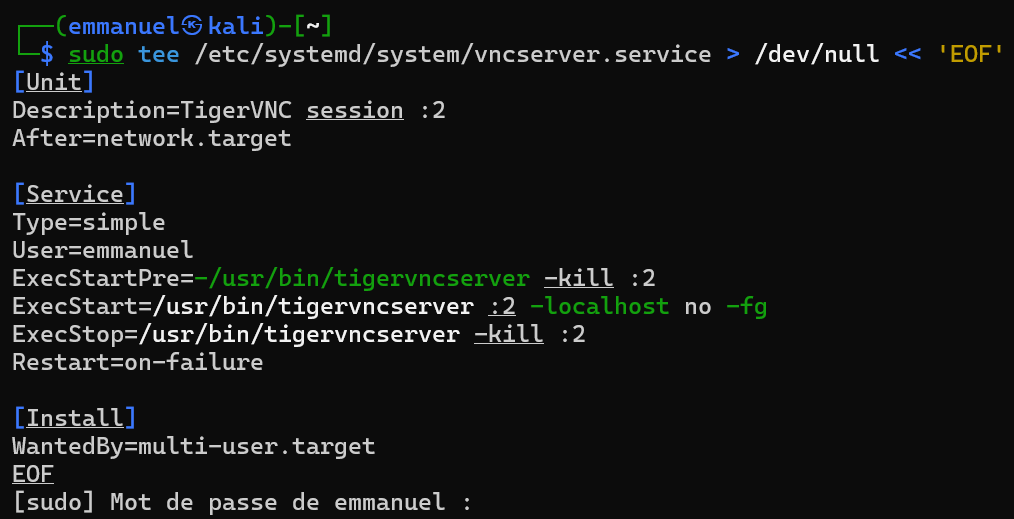 ┌──(emmanuel㉿kali)-[~]
└─$ sudo tee /etc/systemd/system/vncserver.service > /dev/null << 'EOF'
[Unit]
Description=TigerVNC session :2
After=network.target

[Service]
Type=simple
User=emmanuel
ExecStartPre=-/usr/bin/tigervncserver -kill :2
ExecStart=/usr/bin/tigervncserver :2 -localhost no -fg
ExecStop=/usr/bin/tigervncserver -kill :2
Restart=on-failure

[Install]
WantedBy=multi-user.target
EOF
[sudo] Mot de passe de emmanuel :